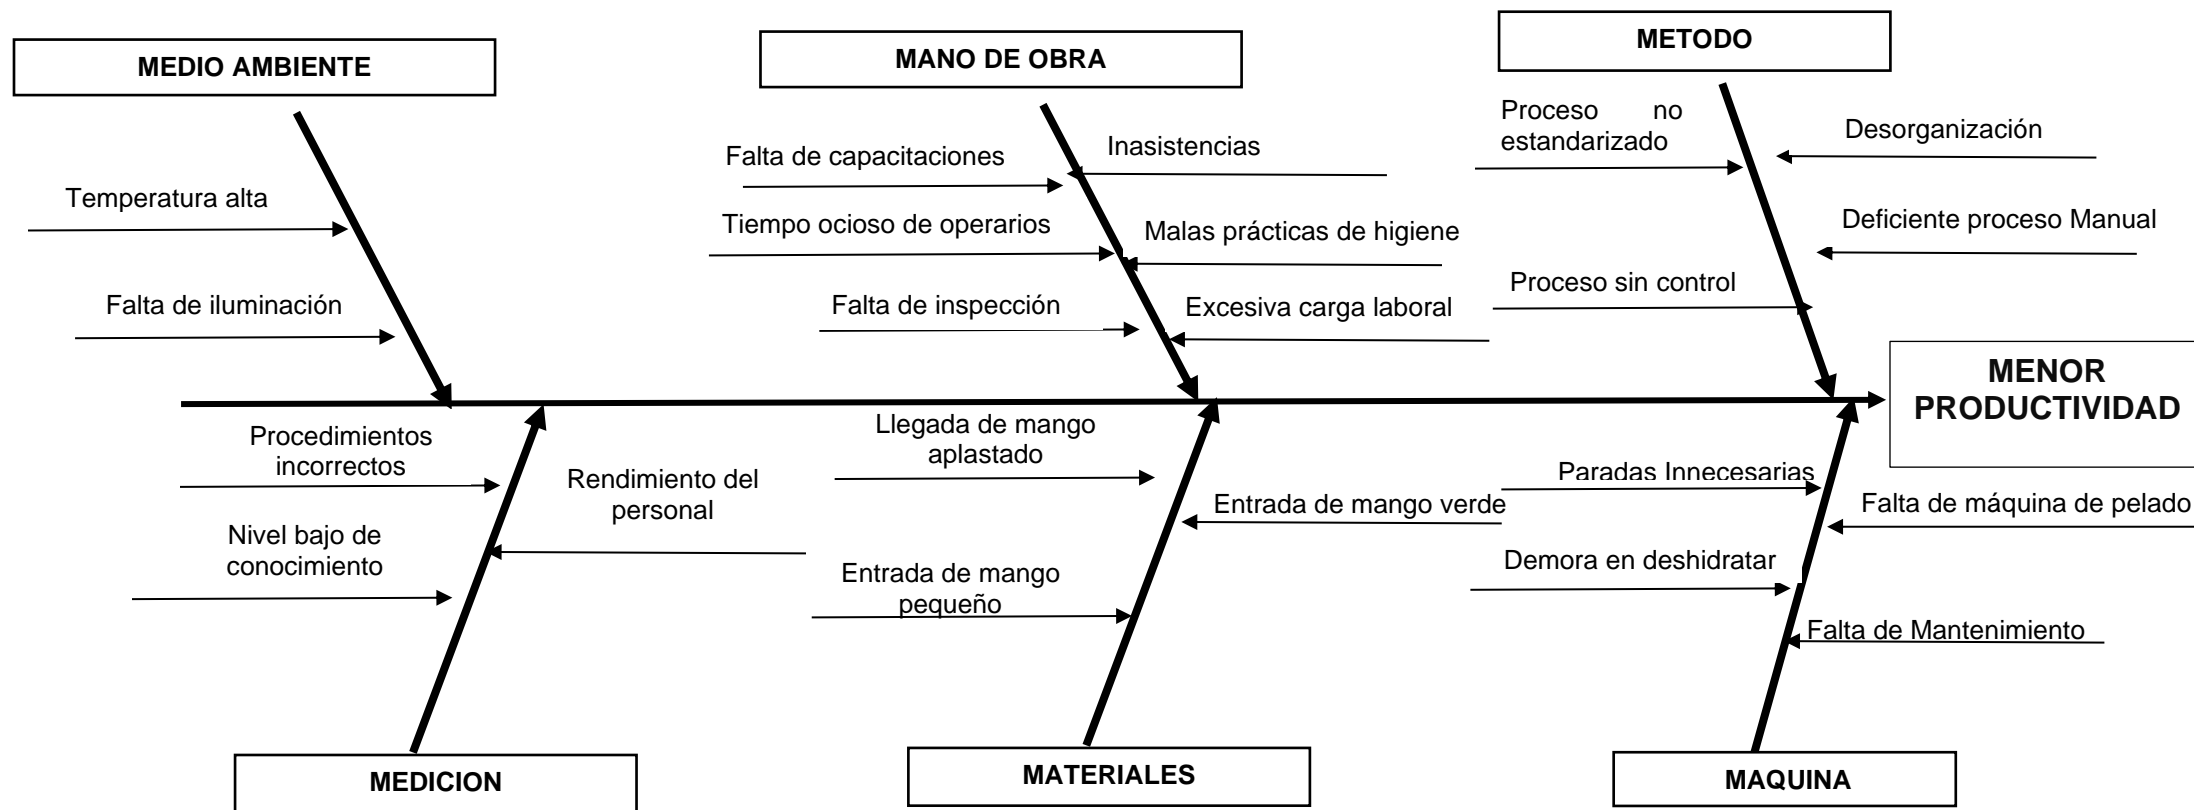 MEDIO AMBIENTE
MANO DE OBRA
METODO
Temperatura alta
Falta de iluminación
Falta de capacitaciones
Inasistencias
Tiempo ocioso de operarios
Malas prácticas de higiene
Falta de inspección
Excesiva carga laboral
Proceso no
estandarizado
Desorganización
Deficiente proceso Manual
Proceso sin control
MENOR
PRODUCTIVIDAD
Procedimientos
incorrectos
Rendimiento del
personal
Nivel bajo de
conocimiento
Llegada de mango
aplastado
Entrada de mango verde
Entrada de mango
pequeño
Paradas Innecesarias
Falta de máquina de pelado
Demora en deshidratar
Falta de Mantenimiento
MEDICION
MATERIALES
MAQUINA